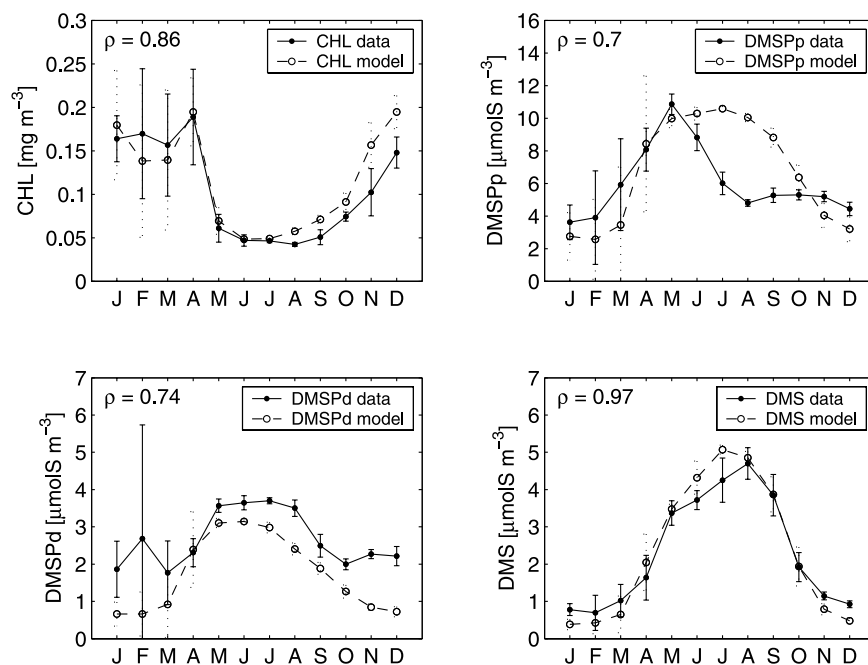 ρ = 0.86
CHL data
CHL model
CHL [mg m⁻³]
0.3
0.25
0.2
0.15
0.1
0.05
0
J F M A M J J A S O N D
ρ = 0.7
DMSPp data
DMSPp model
DMSPp [μmolS m⁻³]
16
14
12
10
8
6
4
2
0
J F M A M J J A S O N D
ρ = 0.74
DMSPd data
DMSPd model
DMSPd [μmolS m⁻³]
7
6
5
4
3
2
1
0
J F M A M J J A S O N D
ρ = 0.97
DMS data
DMS model
DMS [μmolS m⁻³]
7
6
5
4
3
2
1
0
J F M A M J J A S O N D